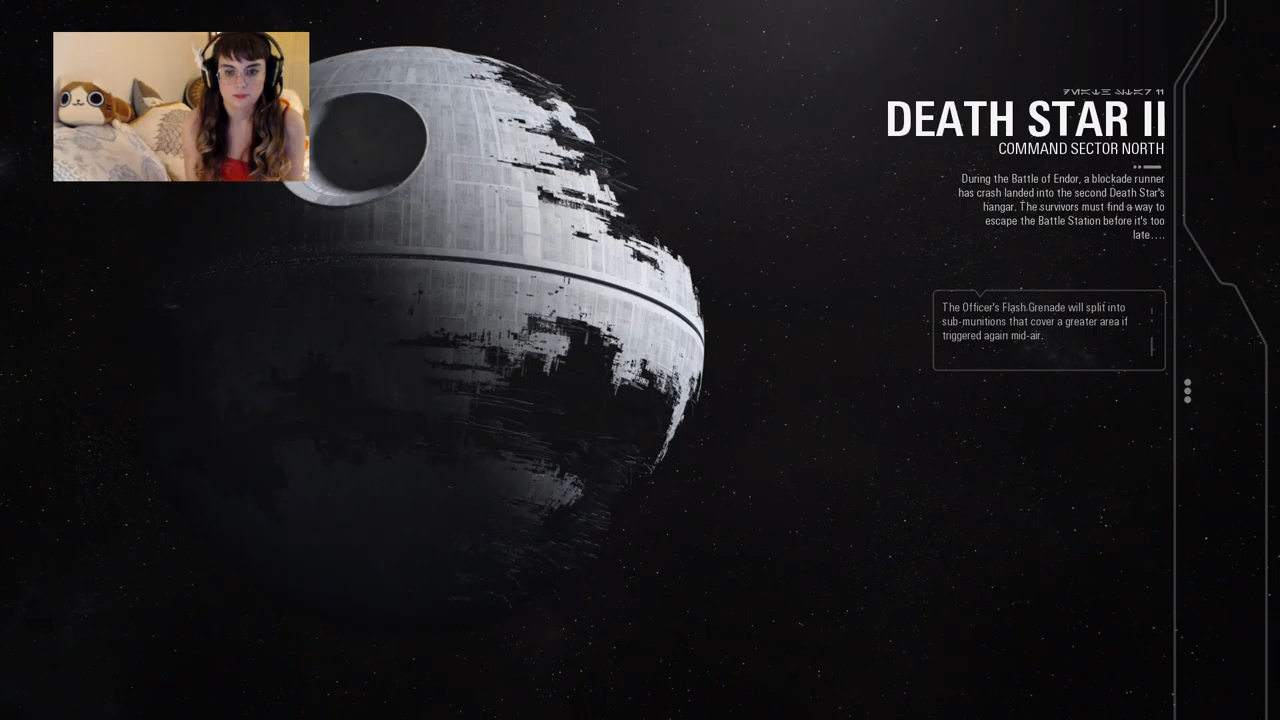 DEATH STAR II
COMMAND SECTOR NORTH
During the Battle of Endor, a blockade runner
has crash landed into the second Death Star's
hangar. The survivors must find a way to
escape the Battle Station before it's too
late....
The Officer's Flash Grenade will split into
sub-munitions that cover a greater area if
triggered again mid-air.